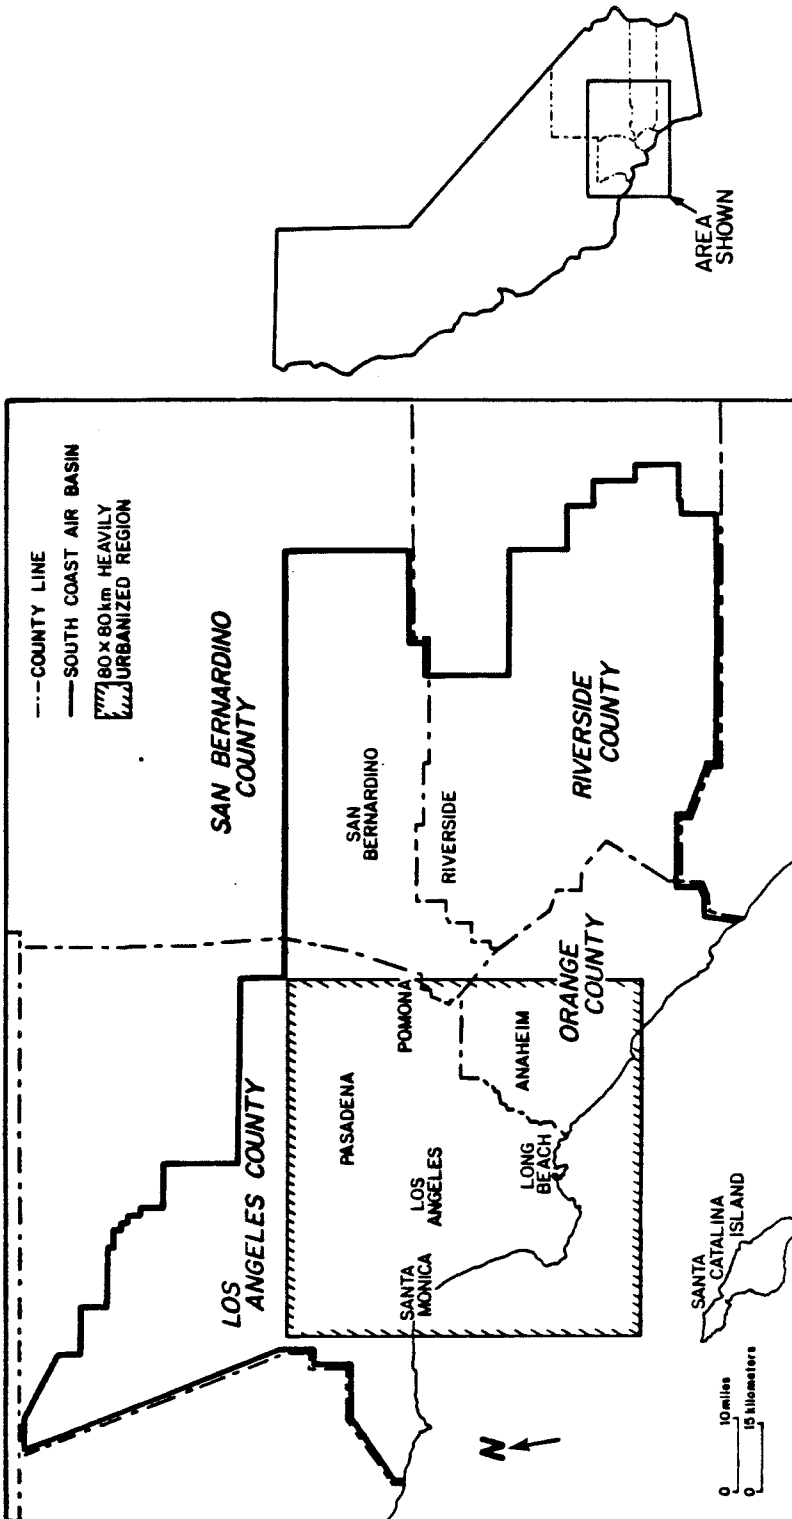 COUNTY LINE
SOUTH COAST AIR BASIN
80 x 80 km HEAVILY
URBANIZED REGION
SAN BERNARDINO
COUNTY
LOS
ANGELES COUNTY
SAN
BERNARDINO
RIVERSIDE
RIVERSIDE
COUNTY
PASADENA
POMONA
LOS
ANGELES
SANTA
MONICA
ANAHEIM
ORANGE
COUNTY
LONG
BEACH
SANTA
CATALINA
ISLAND
N
0 10 miles
0 15 kilometers
AREA
SHOWN